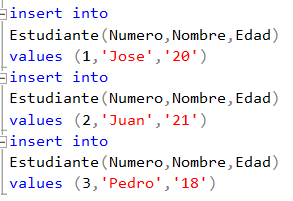 insert into
Estudiante(Numero,Nombre,Edad)
values (1,'Jose','20')
insert into
Estudiante(Numero,Nombre,Edad)
values (2,'Juan','21')
insert into
Estudiante(Numero,Nombre,Edad)
values (3,'Pedro','18')